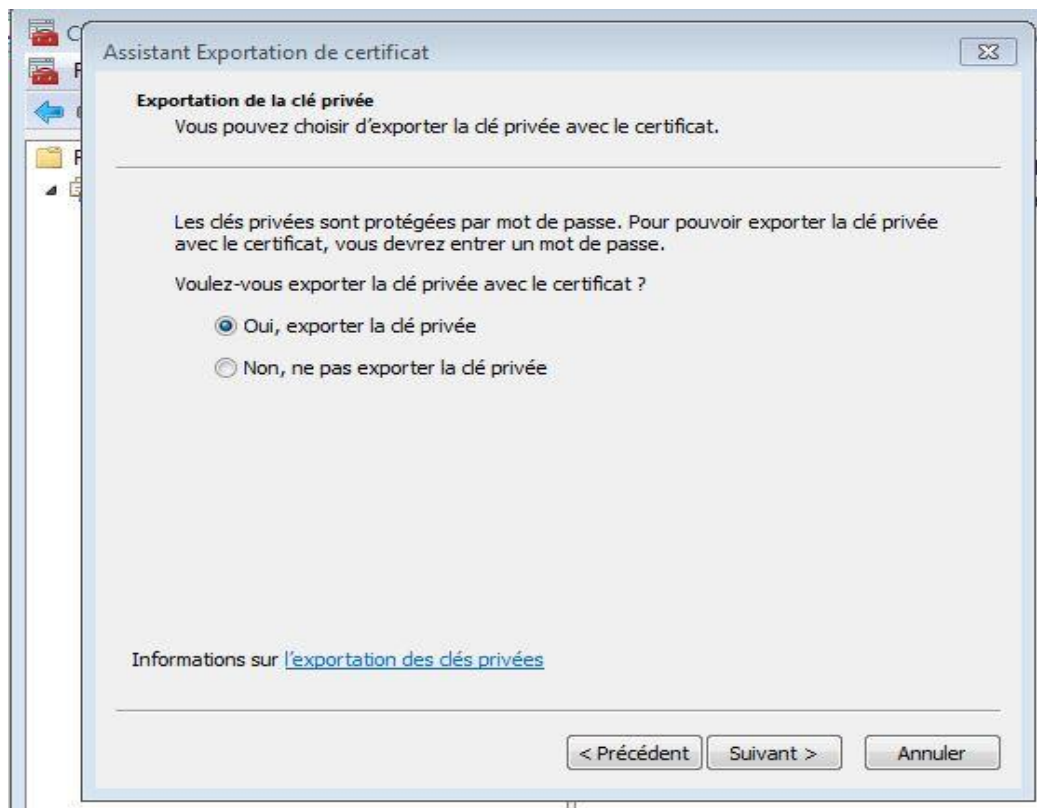 Assistant Exportation de certificat
Exportation de la clé privée
Vous pouvez choisir d'exporter la clé privée avec le certificat.
Les clés privées sont protégées par mot de passe. Pour pouvoir exporter la clé privée
avec le certificat, vous devrez entrer un mot de passe.
Voulez-vous exporter la clé privée avec le certificat ?
Oui, exporter la clé privée
Non, ne pas exporter la clé privée
Informations sur l'exportation des clés privées
< Précédent Suivant > Annuler